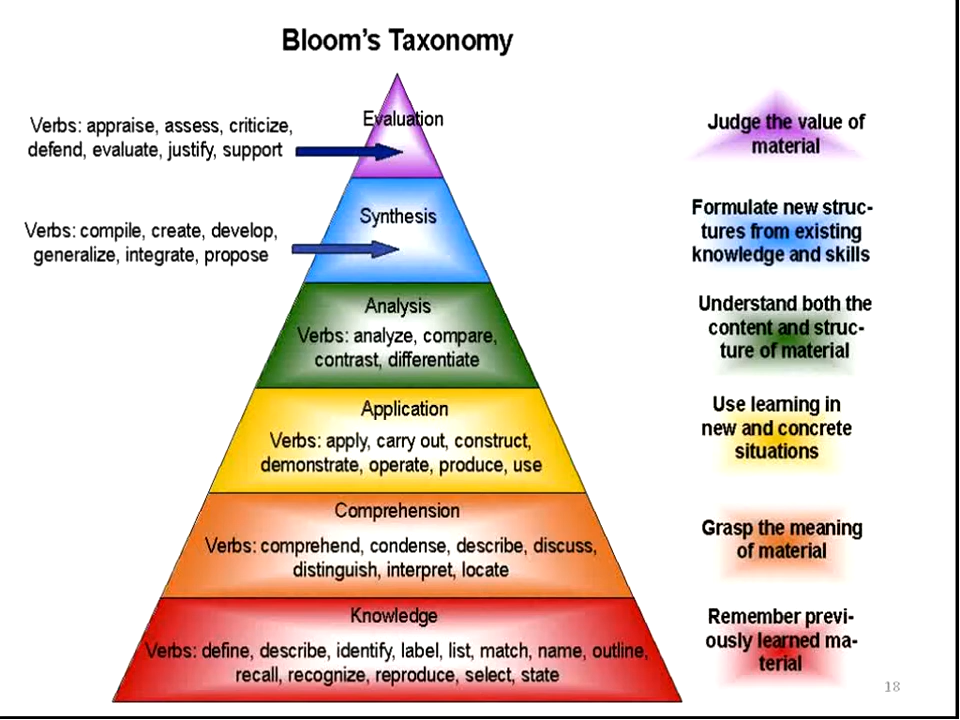 Bloom's Taxonomy
Evaluation
Verbs: appraise, assess, criticize,
defend, evaluate, justify, support
Judge the value of
material
Synthesis
Verbs: compile, create, develop,
generalize, integrate, propose
Formulate new struc-
tures from existing
knowledge and skills
Analysis
Verbs: analyze, compare,
contrast, differentiate
Understand both the
content and struc-
ture of material
Application
Verbs: apply, carry out, construct,
demonstrate, operate, produce, use
Use learning in
new and concrete
situations
Comprehension
Verbs: comprehend, condense, describe, discuss,
distinguish, interpret, locate
Grasp the meaning
of material
Knowledge
Verbs: define, describe, identify, label, list, match, name, outline,
recall, recognize, reproduce, select, state
Remember previ-
ously learned ma-
terial
18